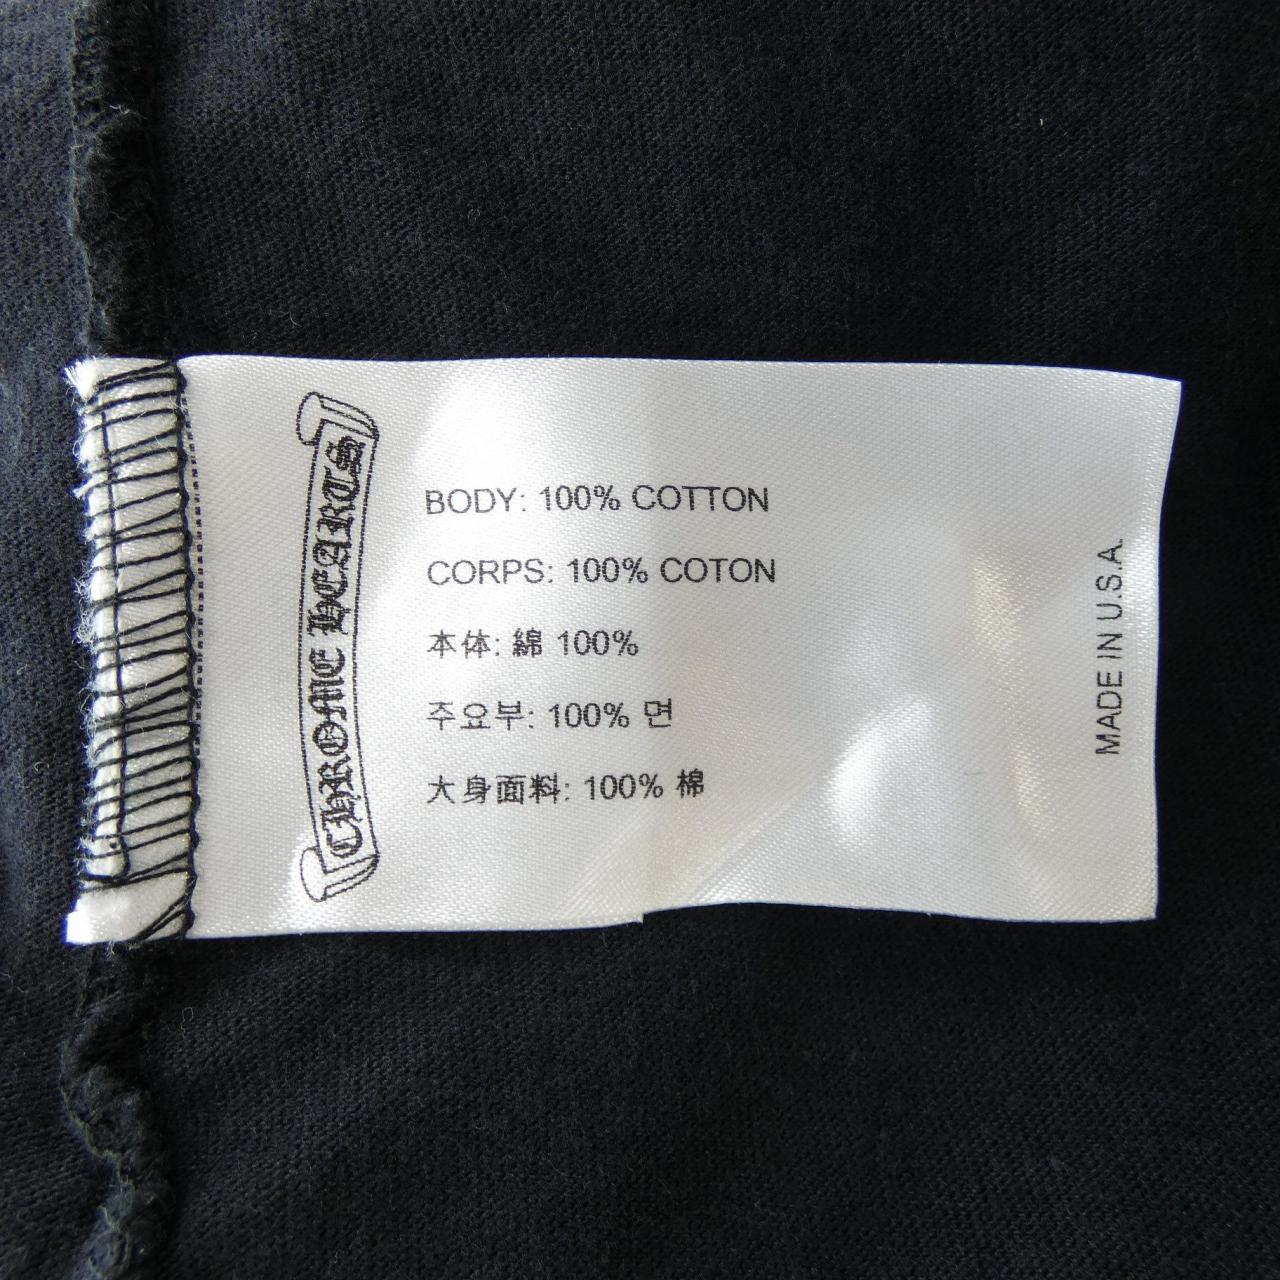 CHROME HEARTS
BODY: 100% COTTON
CORPS: 100% COTON
本体: 綿 100%
주요부: 100% 면
大身面料: 100% 棉
MADE IN U.S.A.